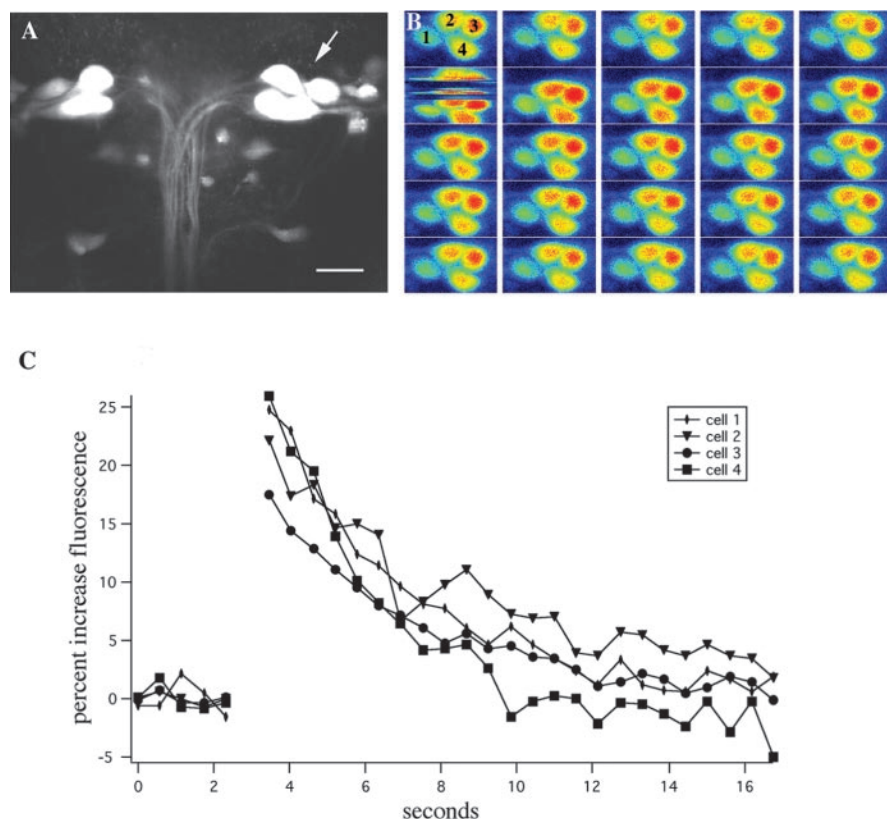 A
B
1
2
3
4
C
percent increase fluorescence
25
20
15
10
5
0
-5
cell 1
cell 2
cell 3
cell 4
0 2 4 6 8 10 12 14 16
seconds